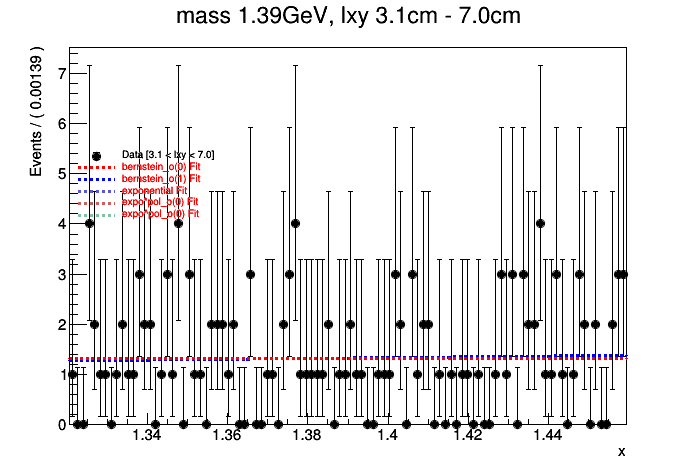 mass 1.39GeV, lxy 3.1cm - 7.0cm
Events / ( 0.00139 )
7
6
5
4
3
2
1
0
Data [3.1 < lxy < 7.0]
bernstein_o(0) Fit
bernstein_o(1) Fit
exponential Fit
expo*pol_o(0) Fit
expo*pol_o(0) Fit
1.34 1.36 1.38 1.4 1.42 1.44
x